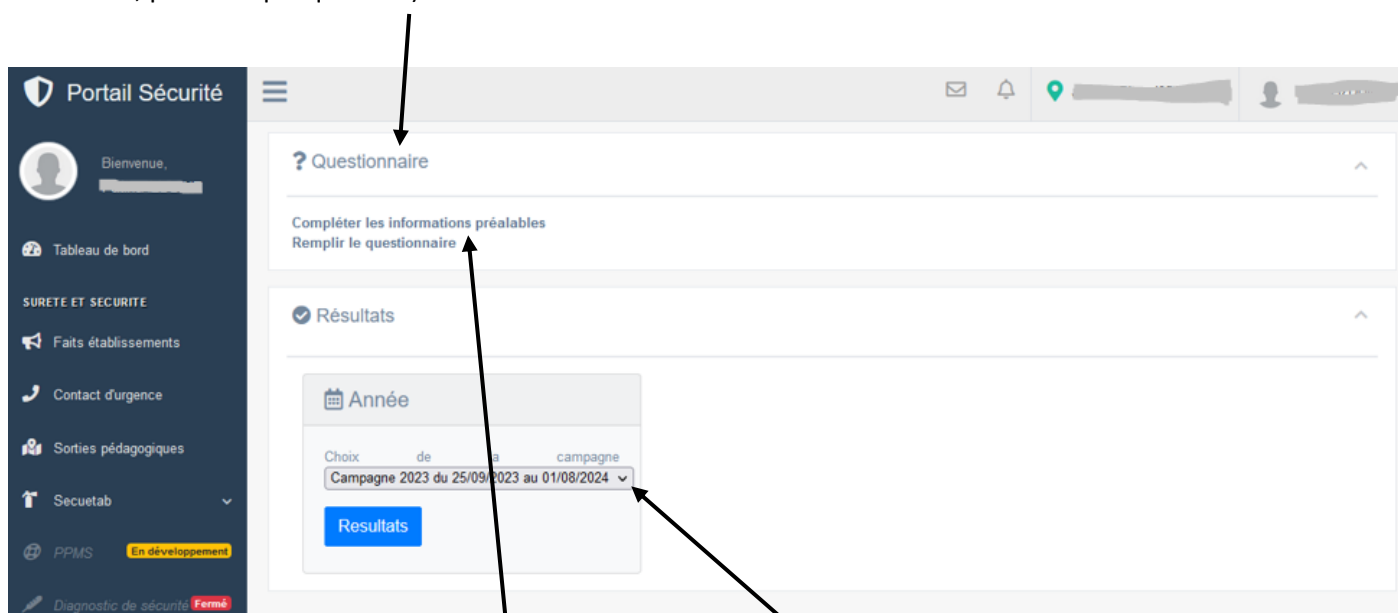 Portail Sécurité
Bienvenue,
Tableau de bord
SURETE ET SECURITE
Faits établissements
Contact d'urgence
Sorties pédagogiques
Secuetab
PPMS En développement
Diagnostic de sécurité Fermé
? Questionnaire
Compléter les informations préalables
Remplir le questionnaire
Résultats
Année
Choix de a campagne
Campagne 2023 du 25/09/2023 au 01/08/2024
Resultats